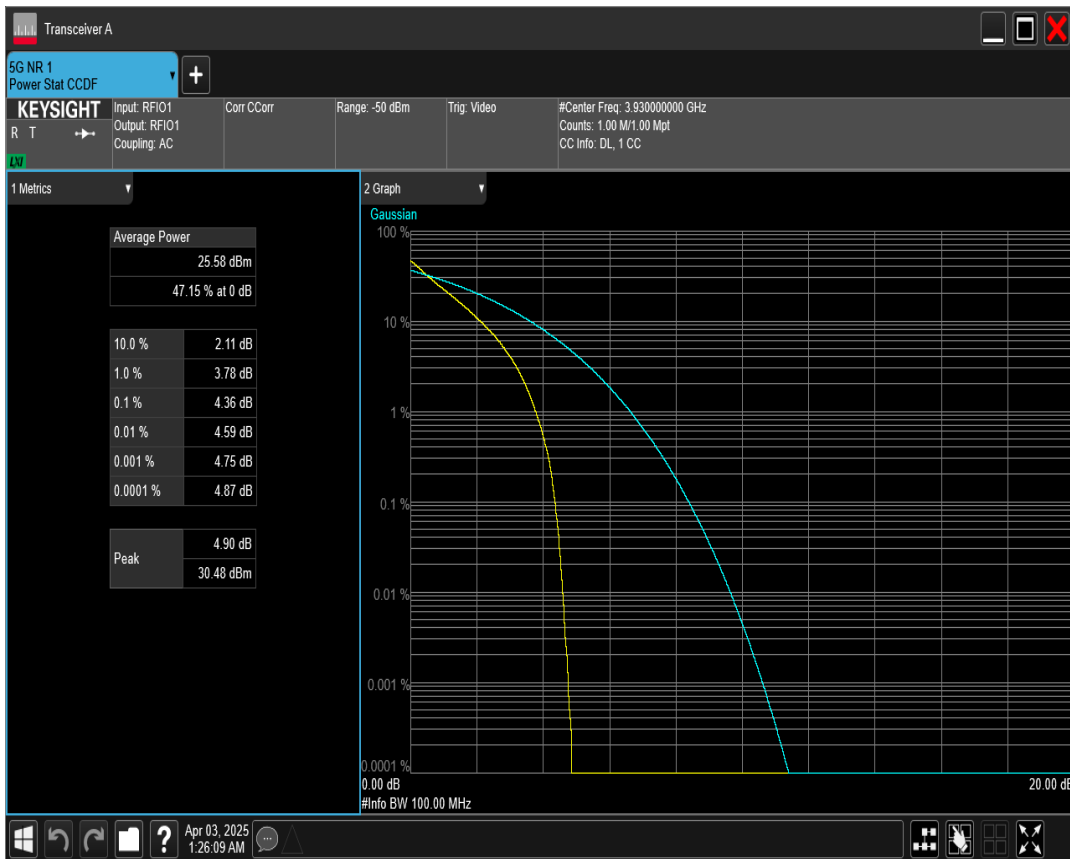 Transceiver A
5G NR 1
Power Stat CCDF
KEYSIGHT
R T
LXI
Input: RFIO1
Output: RFIO1
Coupling: AC
Corr CCorr
Range: -50 dBm
Trig: Video
#Center Freq: 3.930000000 GHz
Counts: 1.00 M/1.00 Mpt
CC Info: DL, 1 CC
1 Metrics
Average Power
25.58 dBm
47.15 % at 0 dB
10.0 % 2.11 dB
1.0 % 3.78 dB
0.1 % 4.36 dB
0.01 % 4.59 dB
0.001 % 4.75 dB
0.0001 % 4.87 dB
Peak 4.90 dB
30.48 dBm
2 Graph
Gaussian
100 %
10 %
1 %
0.1 %
0.01 %
0.001 %
0.0001 %
0.00 dB 20.00 dB
#Info BW 100.00 MHz
? Apr 03, 2025
1:26:09 AM